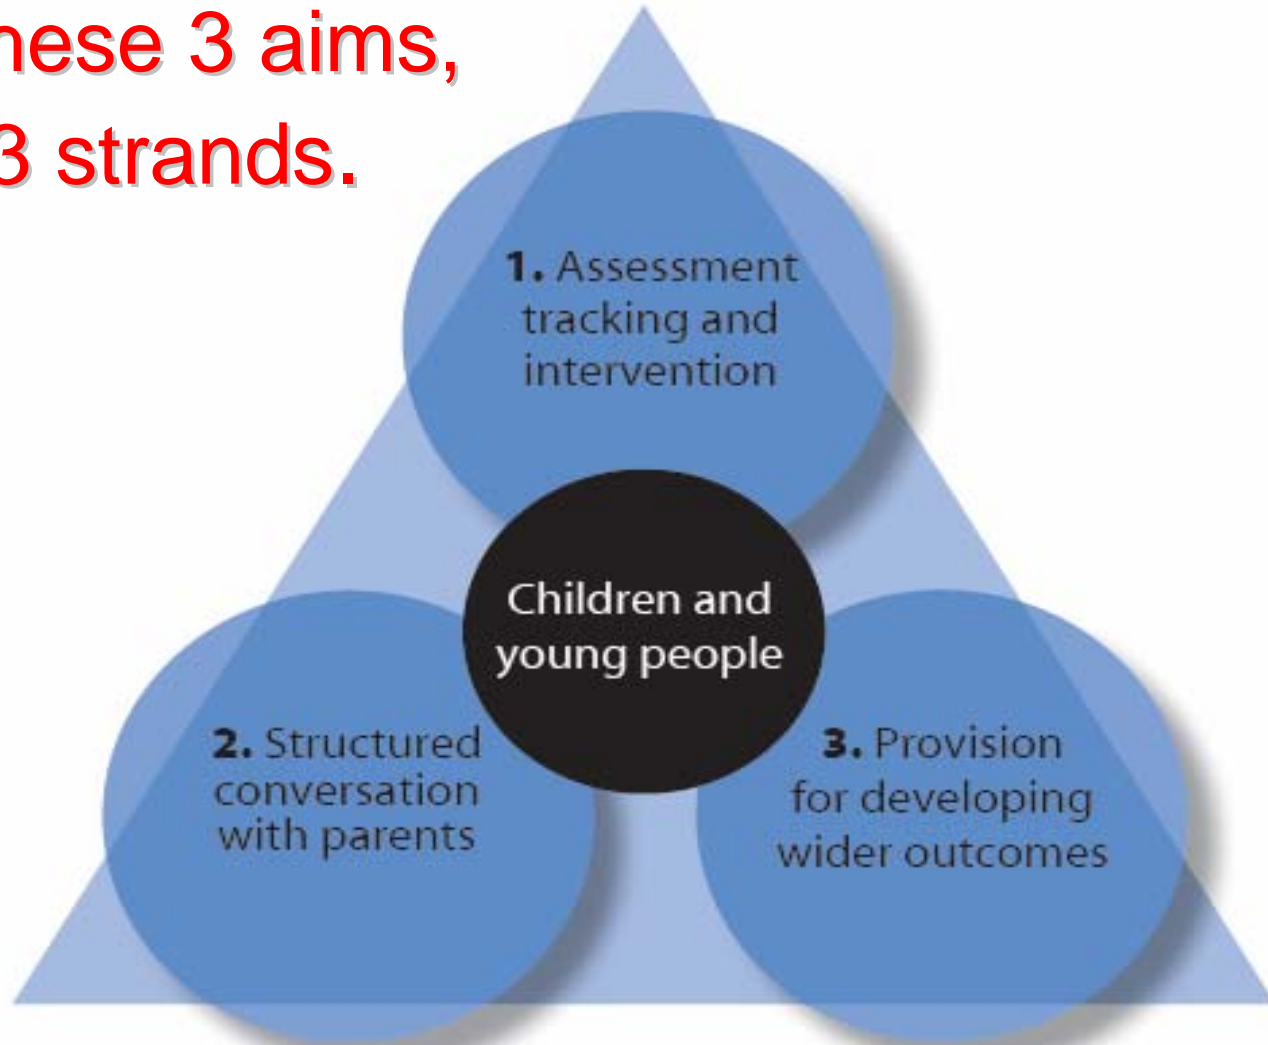 hese 3 aims,
3 strands.
1. Assessment
tracking and
intervention
Children and
young people
2. Structured
conversation
with parents
3. Provision
for developing
wider outcomes